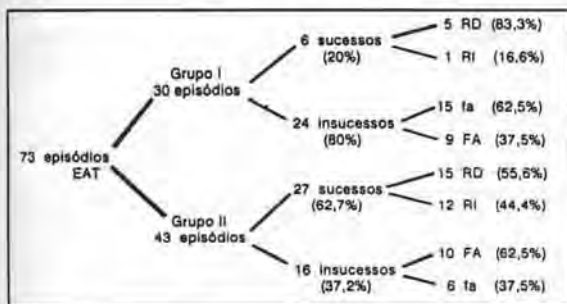 73 episódios
EAT
Grupo I
30 episódios
6 sucessos
(20%)
5 RD (83,3%)
1 RI (16,6%)
24 insucessos
(80%)
15 fa (62,5%)
9 FA (37,5%)
Grupo II
43 episódios
27 sucessos
(62,7%)
15 RD (55,6%)
12 RI (44,4%)
16 insucessos
(37,2%)
10 FA (62,5%)
6 fa (37,5%)